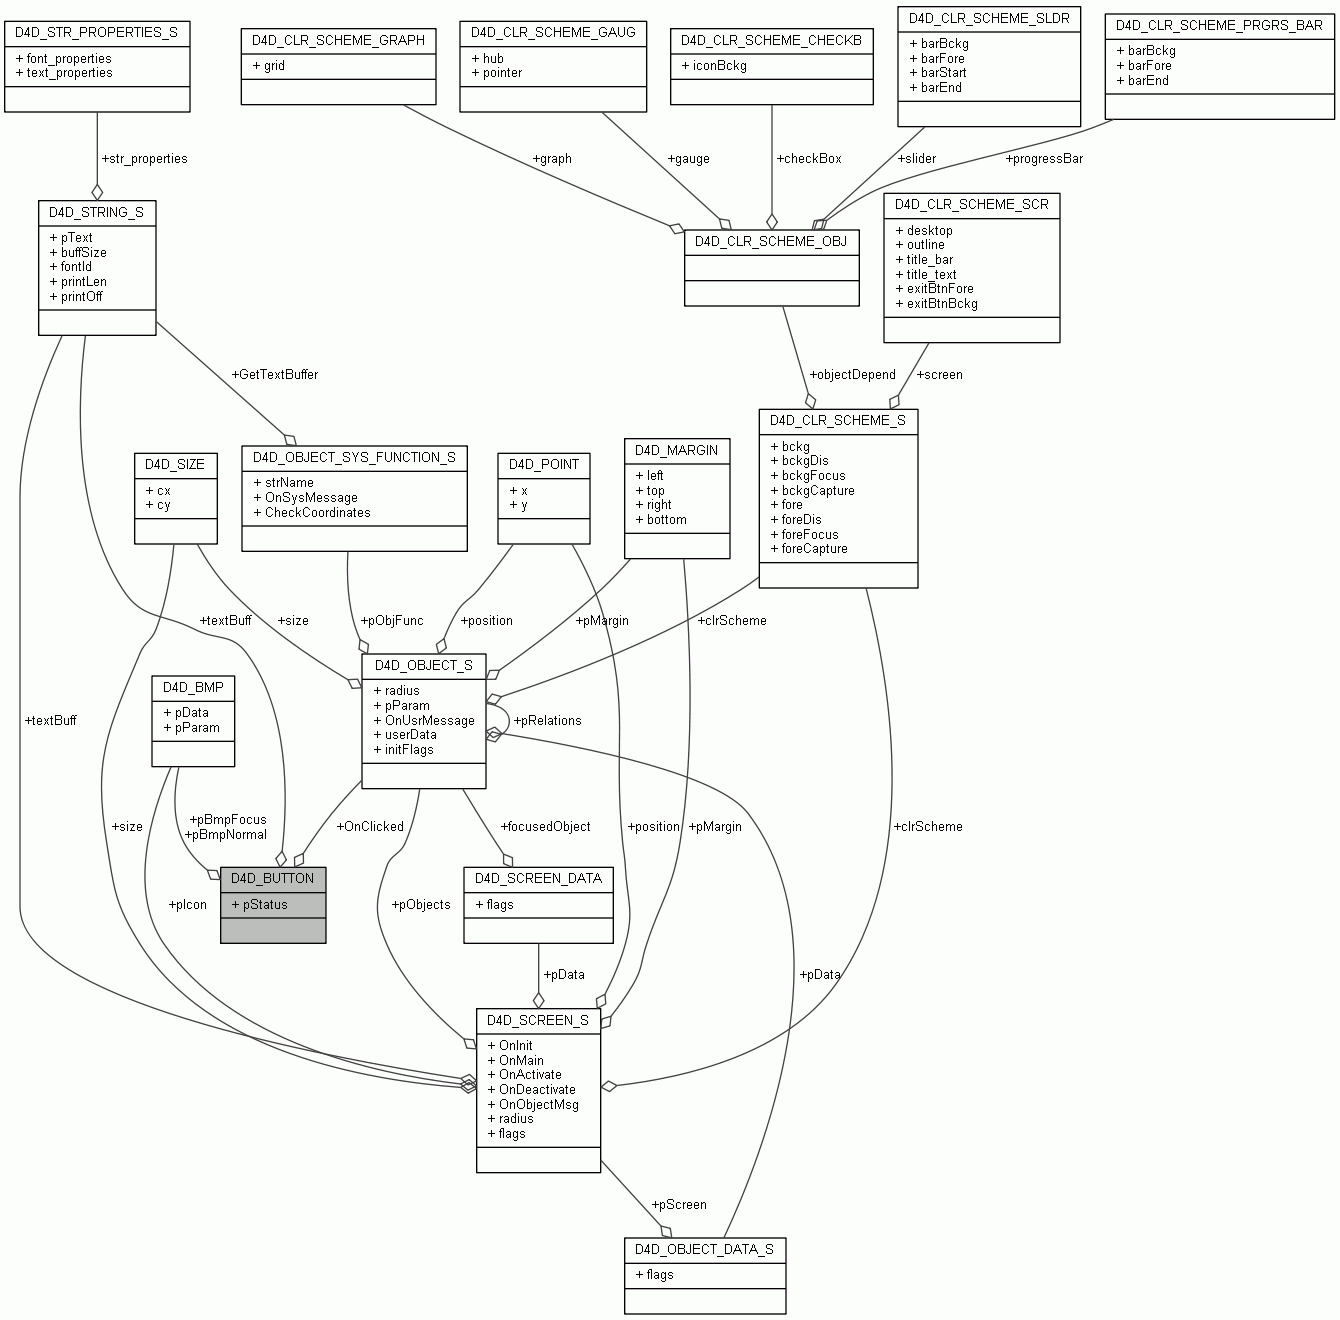 D4D_STR_PROPERTIES_S
+ font_properties
+ text_properties
D4D_CLR_SCHEME_GRAPH
+ grid
D4D_CLR_SCHEME_GAUG
+ hub
+ pointer
D4D_CLR_SCHEME_CHECKB
+ iconBckg
D4D_CLR_SCHEME_SLDR
+ barBckg
+ barFore
+ barStart
+ barEnd
D4D_CLR_SCHEME_PRGRS_BAR
+ barBckg
+ barFore
+ barEnd
+str_properties
+graph
+gauge
+checkBox
+slider
+progressBar
D4D_STRING_S
+ pText
+ buffSize
+ fontId
+ printLen
+ printOff
D4D_CLR_SCHEME_OBJ
D4D_CLR_SCHEME_SCR
+ desktop
+ outline
+ title_bar
+ title_text
+ exitBtnFore
+ exitBtnBckg
+GetTextBuffer
+objectDepend
+screen
D4D_SIZE
+ cx
+ cy
D4D_OBJECT_SYS_FUNCTION_S
+ strName
+ OnSysMessage
+ CheckCoordinates
D4D_POINT
+ x
+ y
D4D_MARGIN
+ left
+ top
+ right
+ bottom
D4D_CLR_SCHEME_S
+ bckg
+ bckgDis
+ bckgFocus
+ bckgCapture
+ fore
+ foreDis
+ foreFocus
+ foreCapture
+textBuff
+size
+pObjFunc
+position
+pMargin
+clrScheme
D4D_BMP
+ pData
+ pParam
D4D_OBJECT_S
+ radius
+ pParam
+ OnUsrMessage
+ userData
+ initFlags
+pRelations
+textBuff
+size
+pBmpFocus
+pBmpNormal
+OnClicked
+focusedObject
+position
+pMargin
+clrScheme
+pIcon
D4D_BUTTON
+ pStatus
+pObjects
D4D_SCREEN_DATA
+ flags
+pData
+pData
D4D_SCREEN_S
+ OnInit
+ OnMain
+ OnActivate
+ OnDeactivate
+ OnObjectMsg
+ radius
+ flags
+pScreen
D4D_OBJECT_DATA_S
+ flags